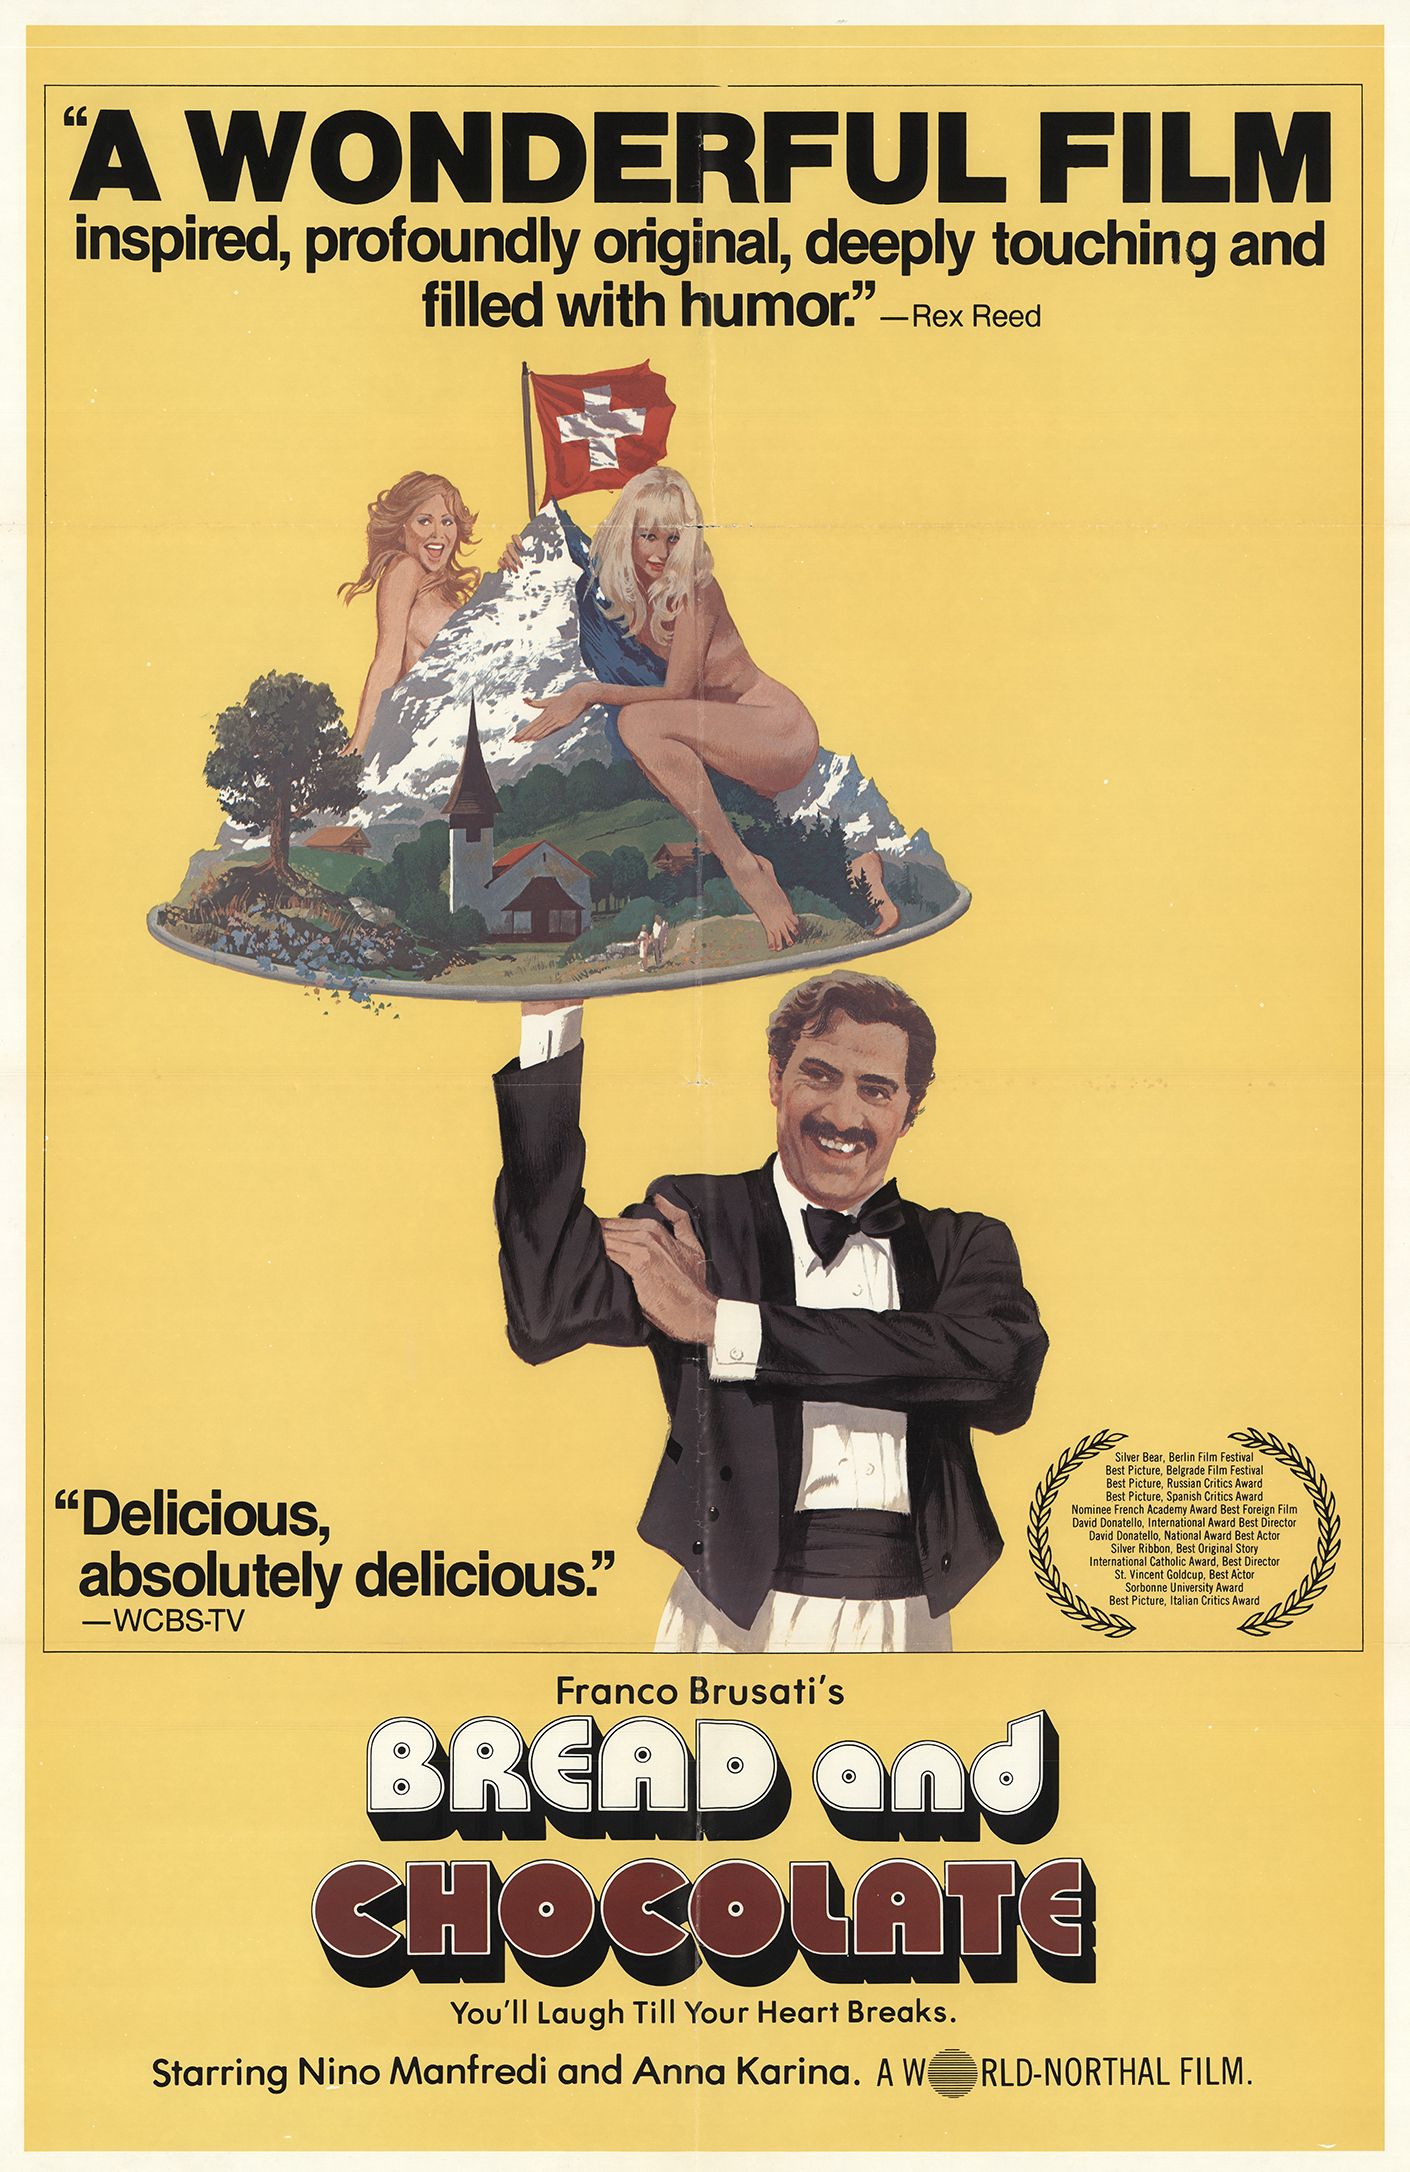 “A WONDERFUL FILM
inspired, profoundly original, deeply touching and
filled with humor.” —Rex Reed
“Delicious,
absolutely delicious.”
—WCBS-TV
Silver Bear, Berlin Film Festival
Best Picture, Belgrade Film Festival
Best Picture, Russian Critics Award
Best Picture, Spanish Critics Award
Nominee French Academy Award Best Foreign Film
David Donatello, International Award Best Director
David Donatello, National Award Best Actor
Silver Ribbon, Best Original Story
International Catholic Award, Best Director
St. Vincent Goldcup, Best Actor
Sorbonne University Award
Best Picture, Italian Critics Award
Franco Brusati's
BREAD and
CHOCOLATE
You'll Laugh Till Your Heart Breaks.
Starring Nino Manfredi and Anna Karina. A WORLD-NORTHAL FILM.